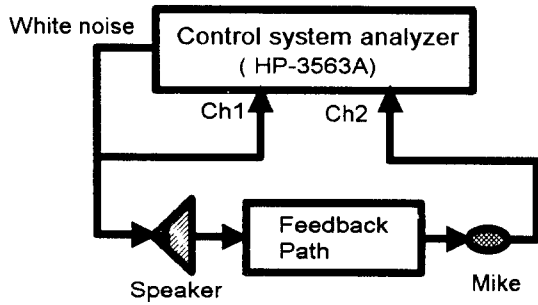 White noise
Control system analyzer
( HP-3563A)
Ch1
Ch2
Feedback
Path
Speaker
Mike